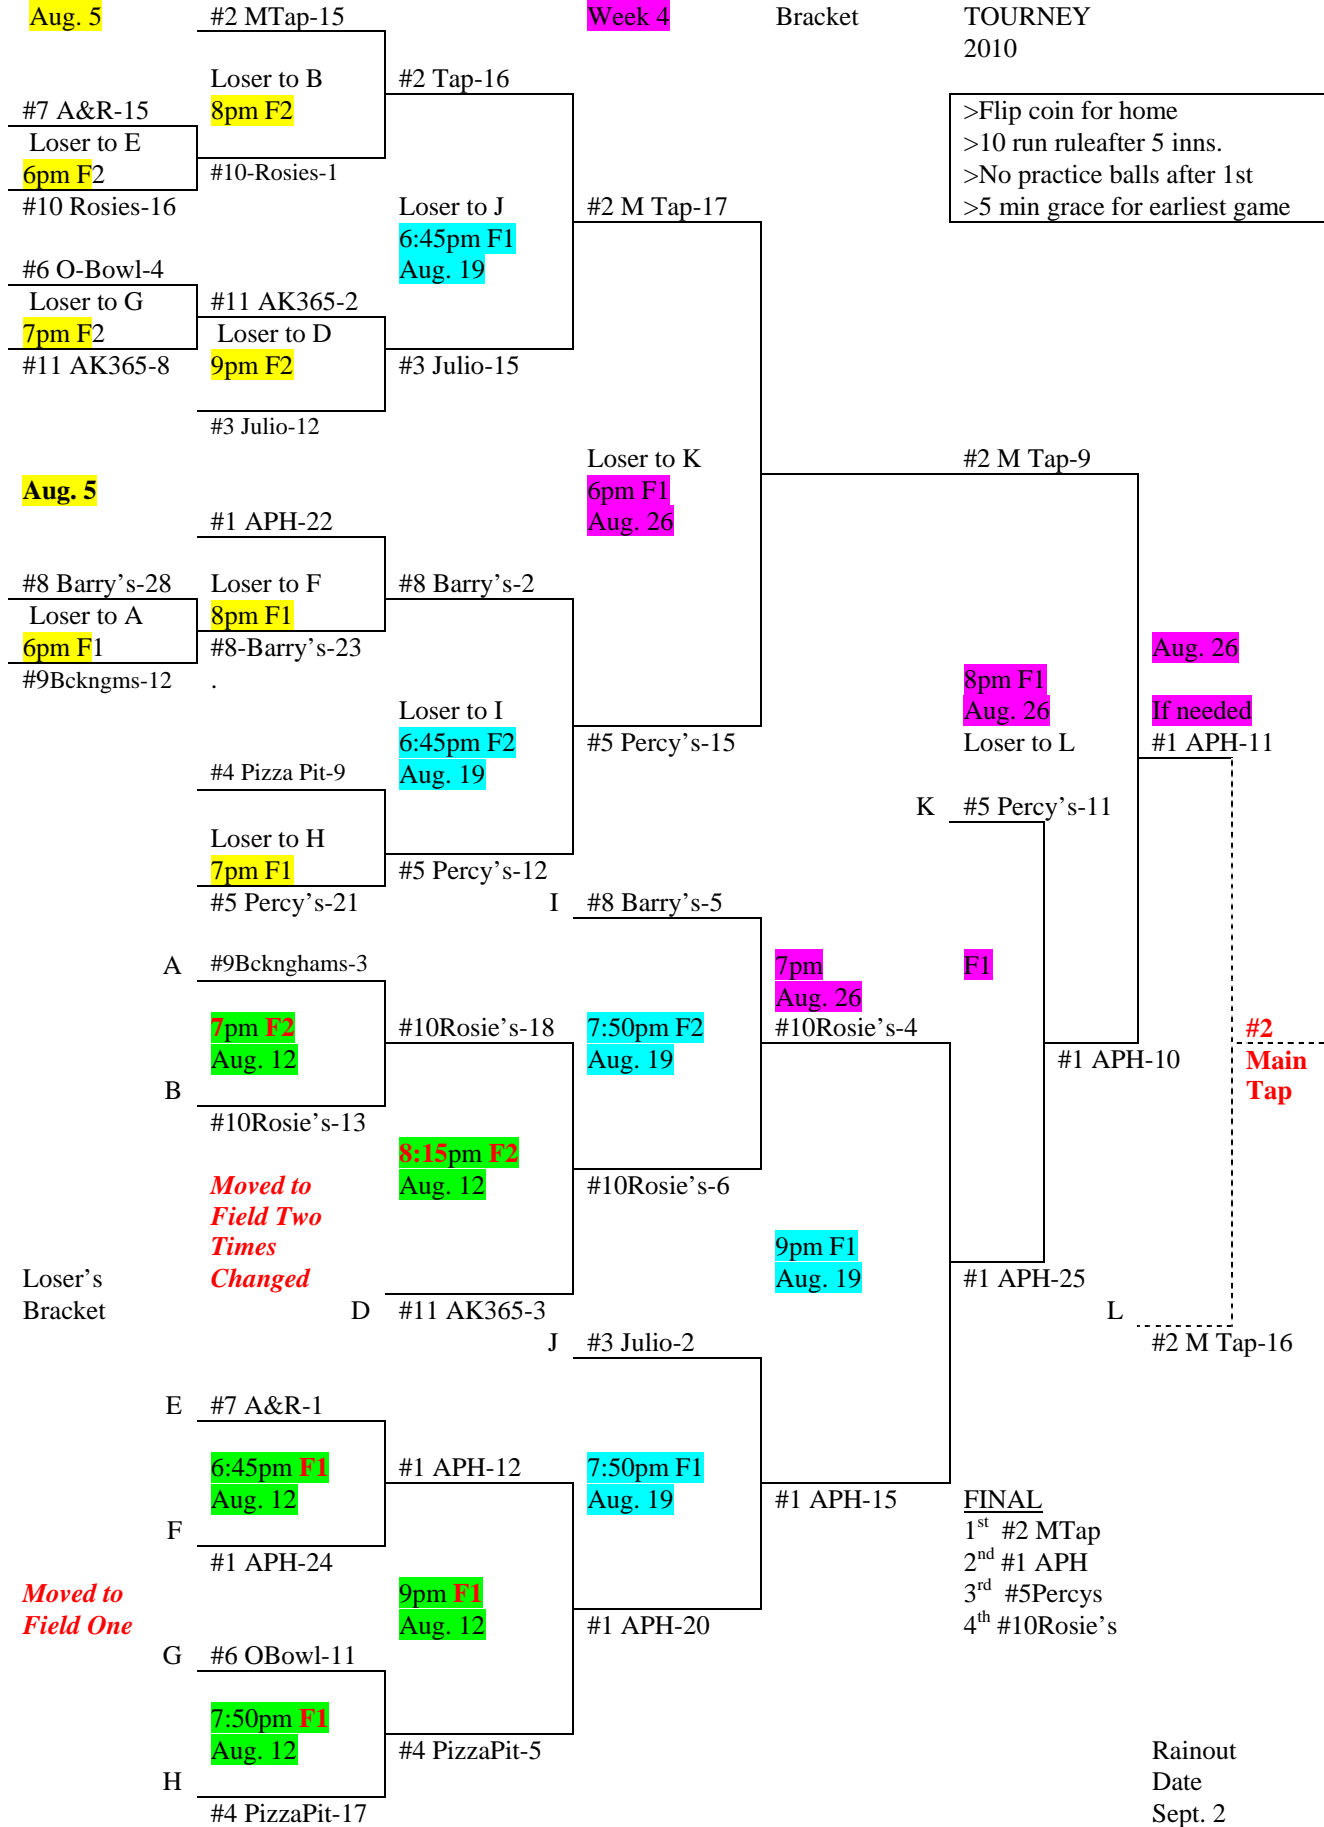 Aug. 5
#2 MTap-15
Week 4
Bracket
TOURNEY
2010
Loser to B
8pm F2
#2 Tap-16
#7 A&R-15
Loser to E
6pm F2
#10 Rosies-16
#10-Rosies-1
>Flip coin for home
>10 run ruleafter 5 inns.
>No practice balls after 1st
>5 min grace for earliest game
Loser to J
6:45pm F1
Aug. 19
#2 M Tap-17
#6 O-Bowl-4
Loser to G
7pm F2
#11 AK365-8
#11 AK365-2
Loser to D
9pm F2
#3 Julio-15
#3 Julio-12
Loser to K
6pm F1
Aug. 26
#2 M Tap-9
Aug. 5
#1 APH-22
#8 Barry's-28
Loser to A
6pm F1
#9Bckngms-12
Loser to F
8pm F1
#8-Barry's-23
.
#8 Barry's-2
Aug. 26
If needed
#1 APH-11
8pm F1
Aug. 26
Loser to L
Loser to I
6:45pm F2
Aug. 19
#5 Percy's-15
#4 Pizza Pit-9
Loser to H
7pm F1
#5 Percy's-21
#5 Percy's-12
K
#5 Percy's-11
I
#8 Barry's-5
A
#9Bcknghams-3
7pm F2
Aug. 12
B
#10Rosie's-13
#10Rosie's-18
7:50pm F2
Aug. 19
7pm
F1
Aug. 26
#10Rosie's-4
#1 APH-10
#2
Main
Tap
8:15pm F2
Aug. 12
#10Rosie's-6
Moved to
Field Two
Times
Changed
9pm F1
Aug. 19
#1 APH-25
Loser's
Bracket
D
#11 AK365-3
L
#2 M Tap-16
J
#3 Julio-2
E
#7 A&R-1
6:45pm F1
Aug. 12
F
#1 APH-24
#1 APH-12
7:50pm F1
Aug. 19
#1 APH-15
FINAL
1st #2 MTap
2nd #1 APH
3rd #5Percys
4th #10Rosie's
Moved to
Field One
9pm F1
Aug. 12
#1 APH-20
G
#6 OBowl-11
7:50pm F1
Aug. 12
H
#4 PizzaPit-17
#4 PizzaPit-5
Rainout
Date
Sept. 2